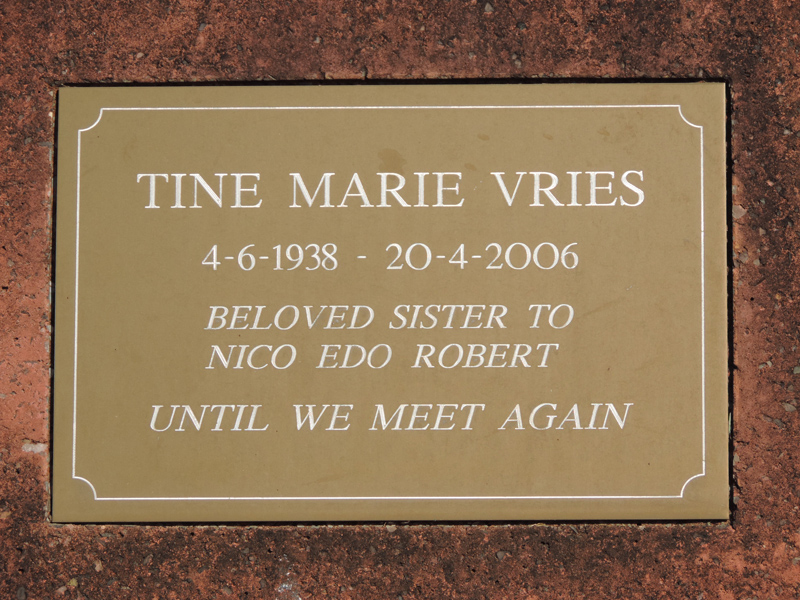 TINE MARIE VRIES
4-6-1938 - 20-4-2006
BELOVED SISTER TO
NICO EDO ROBERT
UNTIL WE MEET AGAIN